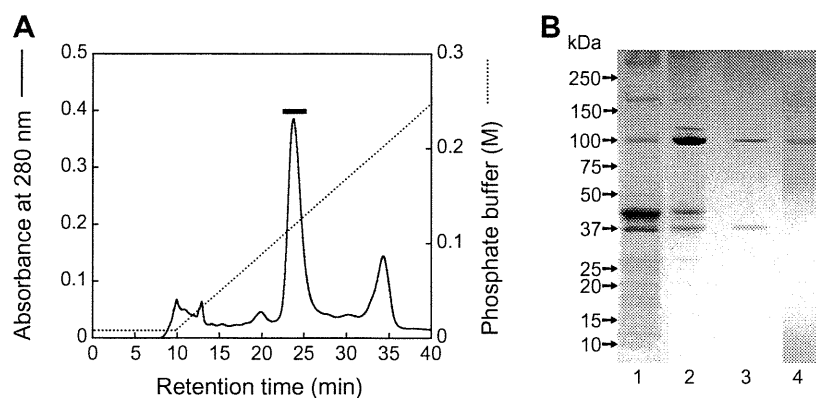 A
Absorbance at 280 nm
0.5
0.4
0.3
0.2
0.1
0
0 5 10 15 20 25 30 35 40
Retention time (min)
0.3
0.2
0.1
0
Phosphate buffer (M)
B
kDa
250
150
100
75
50
37
25
20
15
10
1 2 3 4